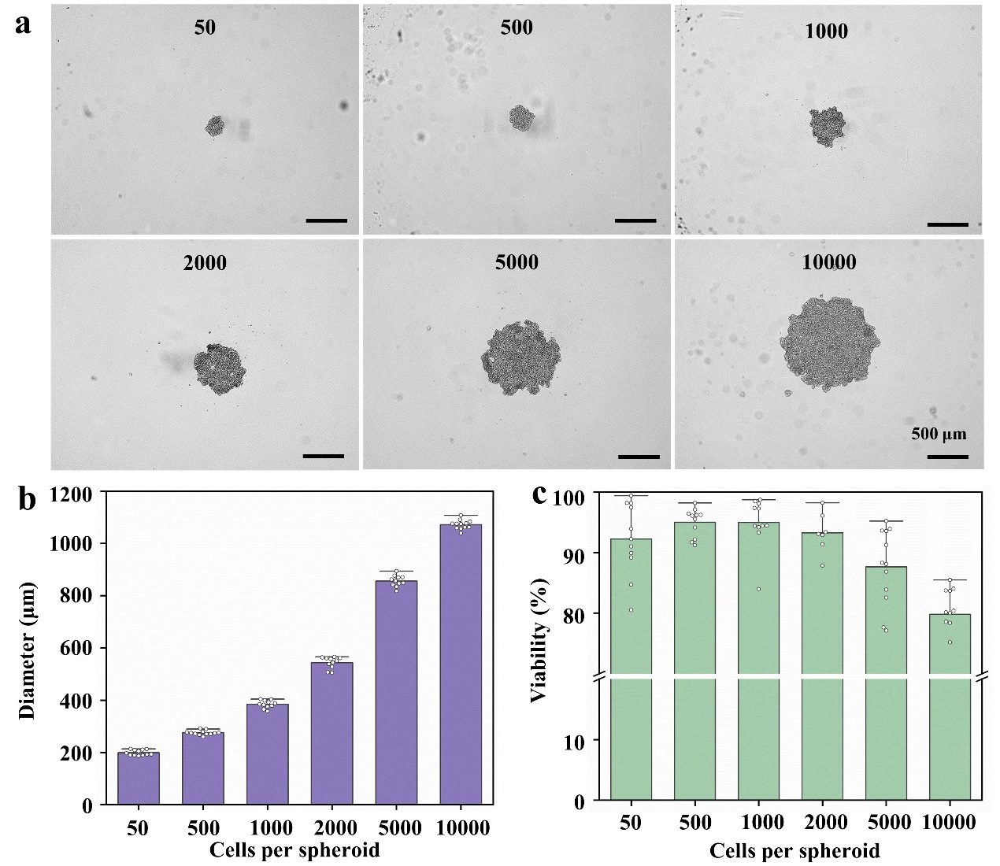 a
50
500
1000
2000
5000
10000
500 μm
b
1200
1000
800
600
400
200
0
Diameter (μm)
50 500 1000 2000 5000 10000
Cells per spheroid
c
100
90
80
10
0
Viability (%)
50 500 1000 2000 5000 10000
Cells per spheroid